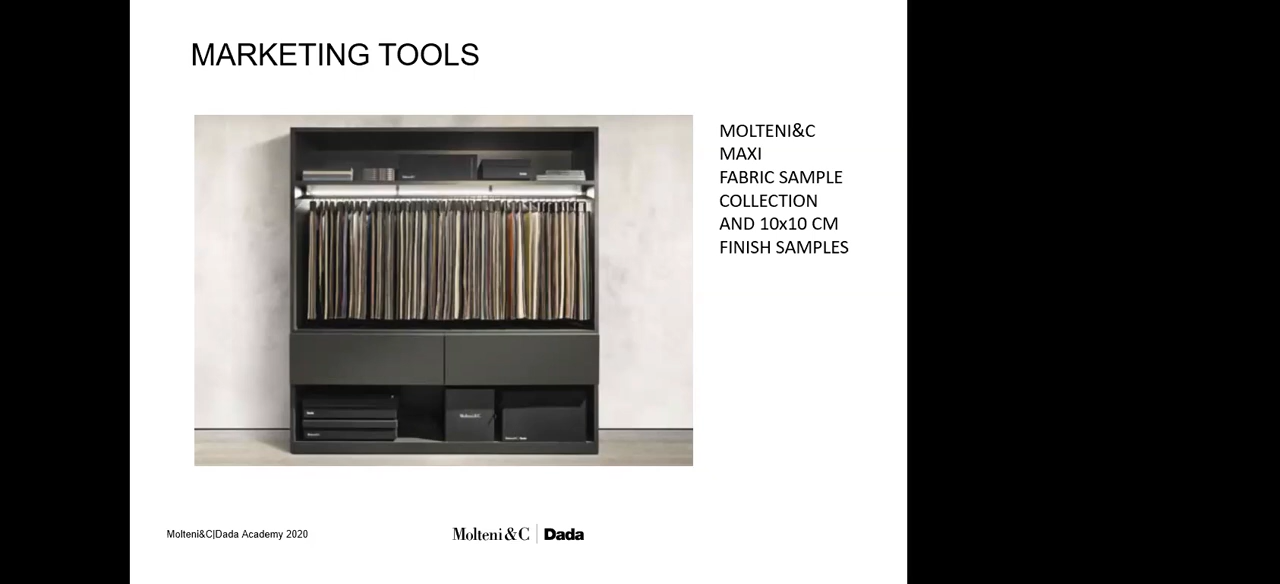 MARKETING TOOLS
MOLTENI&C
MAXI
FABRIC SAMPLE
COLLECTION
AND 10x10 CM
FINISH SAMPLES
Molteni&C|Dada Academy 2020
Molteni&C | Dada